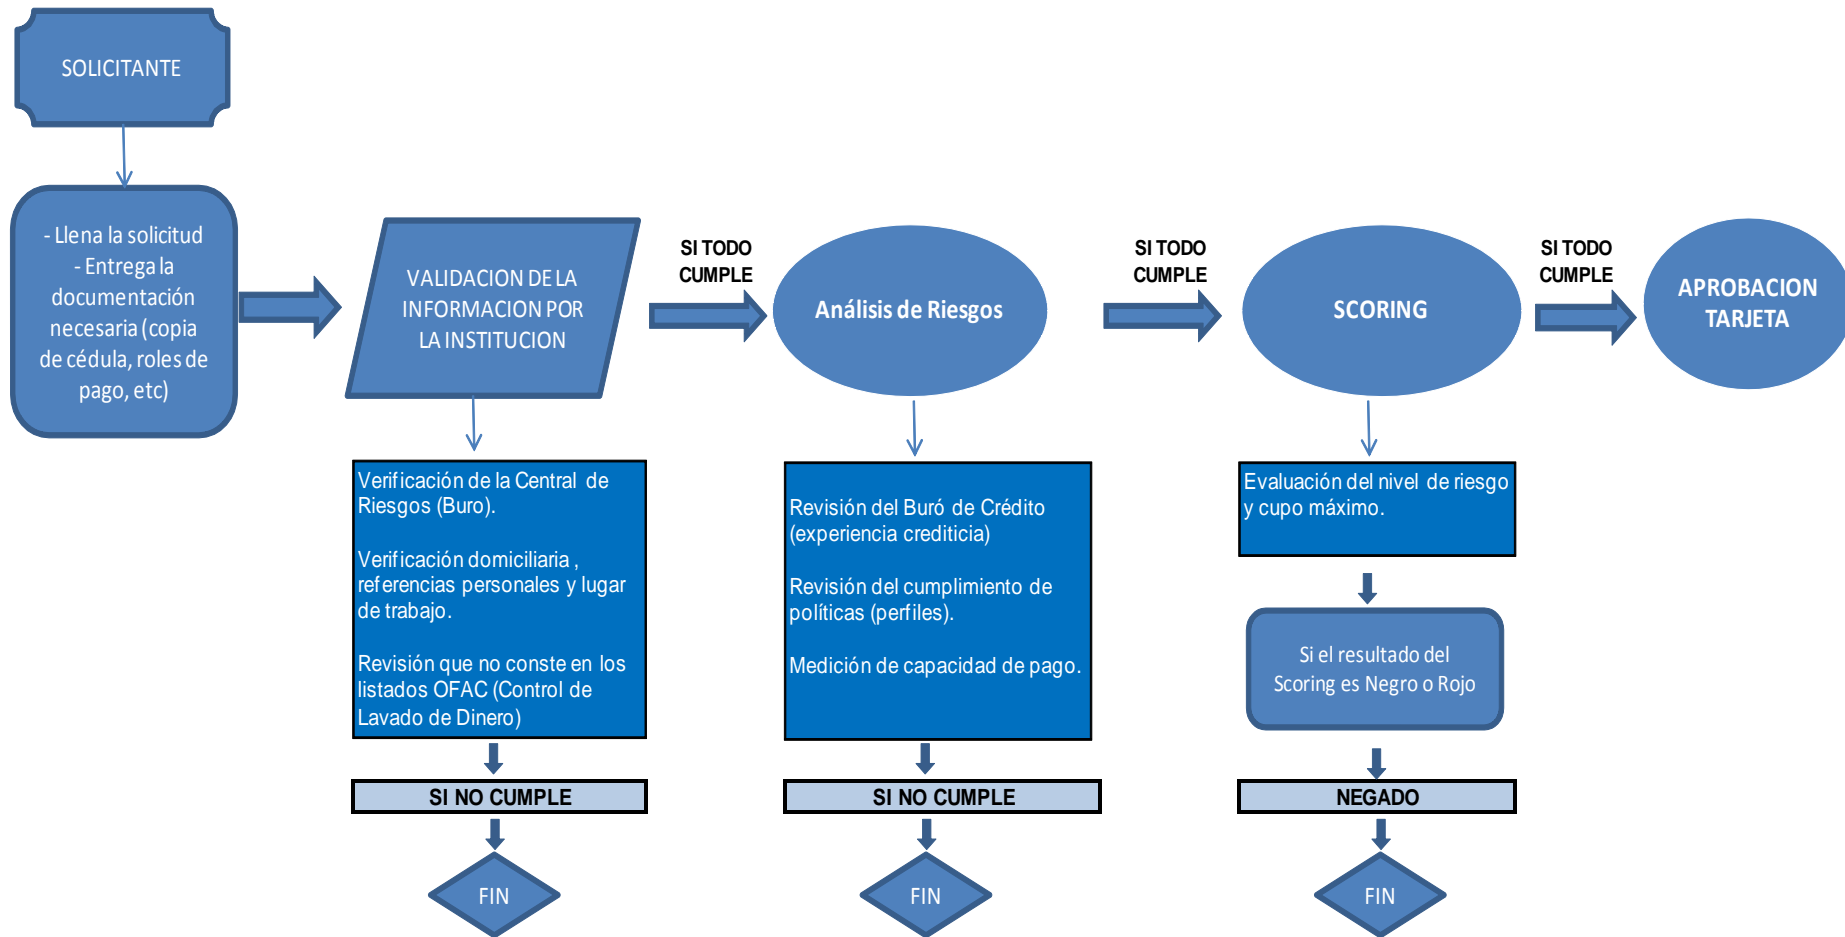 SOLICITANTE
- Llena la solicitud
- Entrega la
documentación
necesaria (copia
de cédula, roles de
pago, etc)
VALIDACION DE LA
INFORMACION POR
LA INSTITUCION
SI TODO
CUMPLE
Análisis de Riesgos
SI TODO
CUMPLE
SCORING
SI TODO
CUMPLE
APROBACION
TARJETA
Verificación de la Central de
Riesgos (Buro).
Verificación domiciliaria ,
referencias personales y lugar
de trabajo.
Revisión que no conste en los
listados OFAC (Control de
Lavado de Dinero)
SI NO CUMPLE
FIN
Revisión del Buró de Crédito
(experiencia crediticia)
Revisión del cumplimiento de
políticas (perfiles).
Medición de capacidad de pago.
SI NO CUMPLE
FIN
Evaluación del nivel de riesgo
y cupo máximo.
Si el resultado del
Scoring es Negro o Rojo
NEGADO
FIN